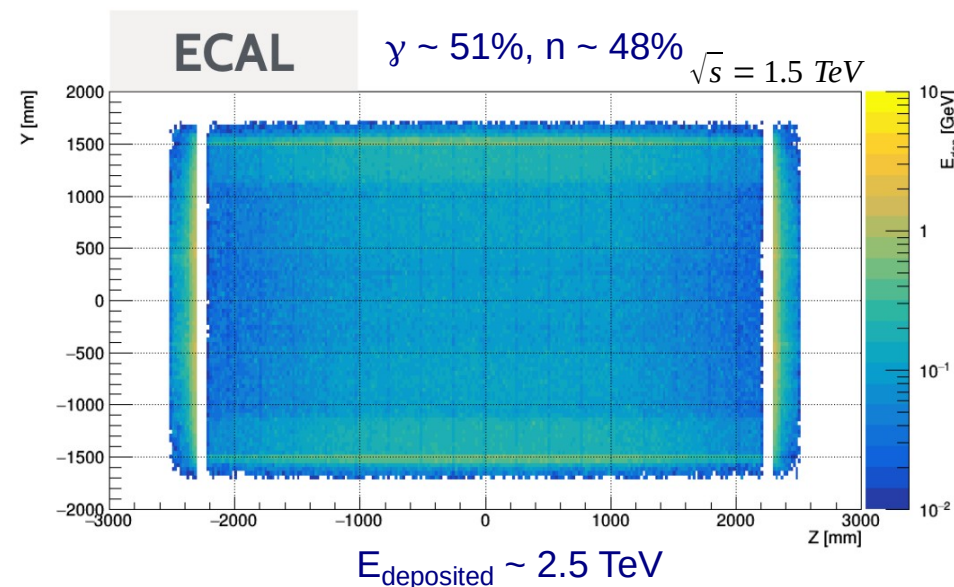 ECAL
γ ~ 51%, n ~ 48%
√s = 1.5 TeV
Y [mm]
2000
1500
1000
500
0
−500
−1000
−1500
−2000
−3000 −2000 −1000 0 1000 2000 3000
Z [mm]
10
1
10⁻¹
10⁻²
[GeV]
E_deposited ~ 2.5 TeV